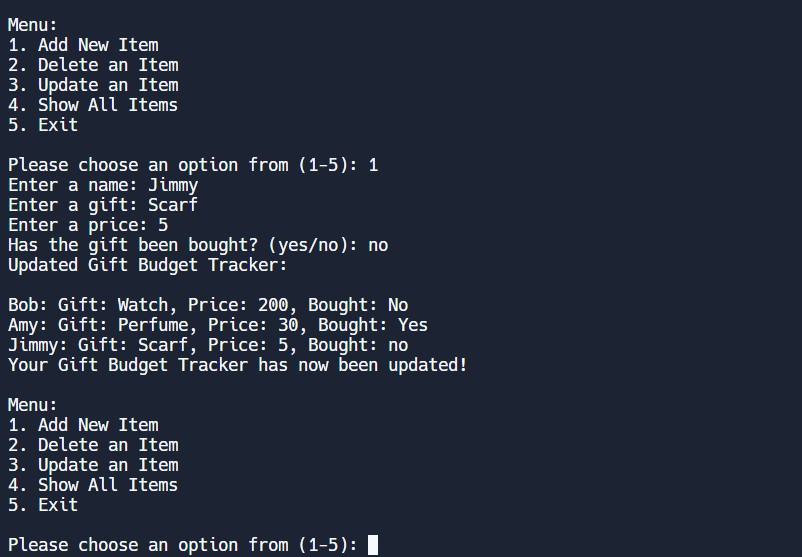 Menu:
1. Add New Item
2. Delete an Item
3. Update an Item
4. Show All Items
5. Exit
Please choose an option from (1-5): 1
Enter a name: Jimmy
Enter a gift: Scarf
Enter a price: 5
Has the gift been bought? (yes/no): no
Updated Gift Budget Tracker:
Bob: Gift: Watch, Price: 200, Bought: No
Amy: Gift: Perfume, Price: 30, Bought: Yes
Jimmy: Gift: Scarf, Price: 5, Bought: no
Your Gift Budget Tracker has now been updated!
Menu:
1. Add New Item
2. Delete an Item
3. Update an Item
4. Show All Items
5. Exit
Please choose an option from (1-5):